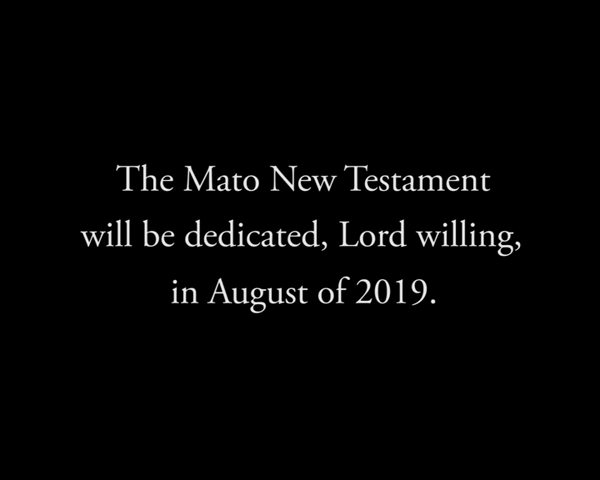 The Mato New Testament
will be dedicated, Lord willing,
in August of 2019.